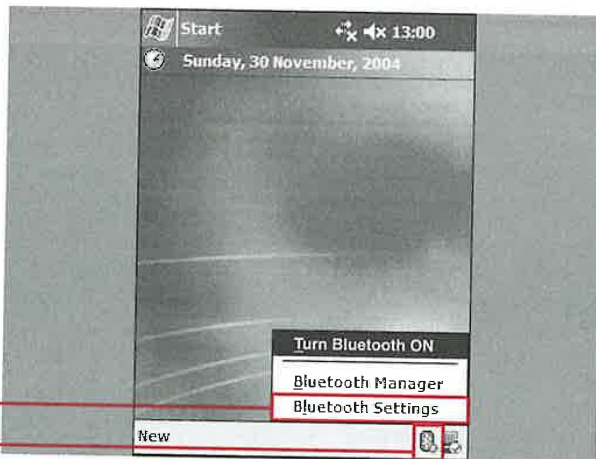 Start 13:00
Sunday, 30 November, 2004
Turn Bluetooth ON
Bluetooth Manager
Bluetooth Settings
New